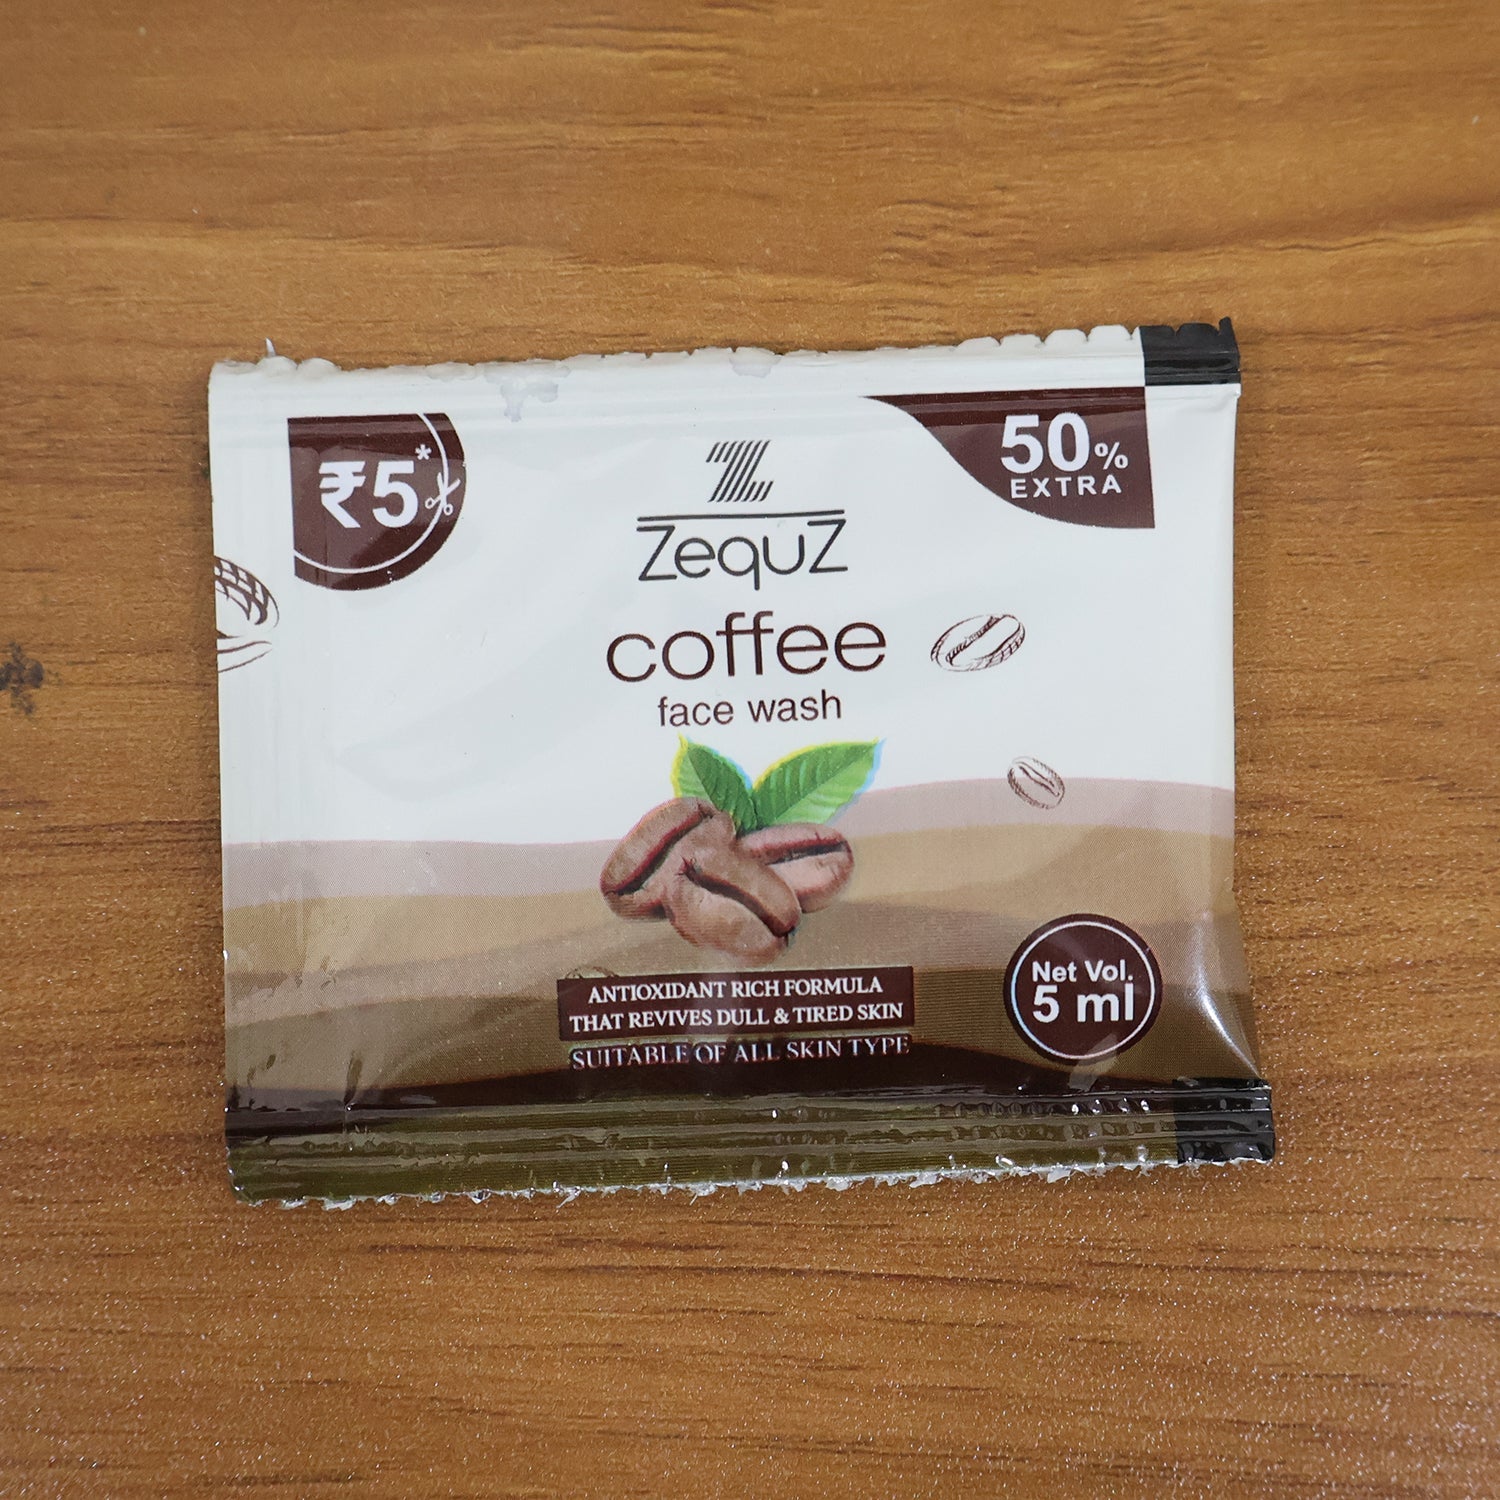 ₹5*
50%
EXTRA
Z
ZequZ
coffee
face wash
ANTIOXIDANT RICH FORMULA
THAT REVIVES DULL & TIRED SKIN
SUITABLE OF ALL SKIN TYPE
Net Vol.
5 ml